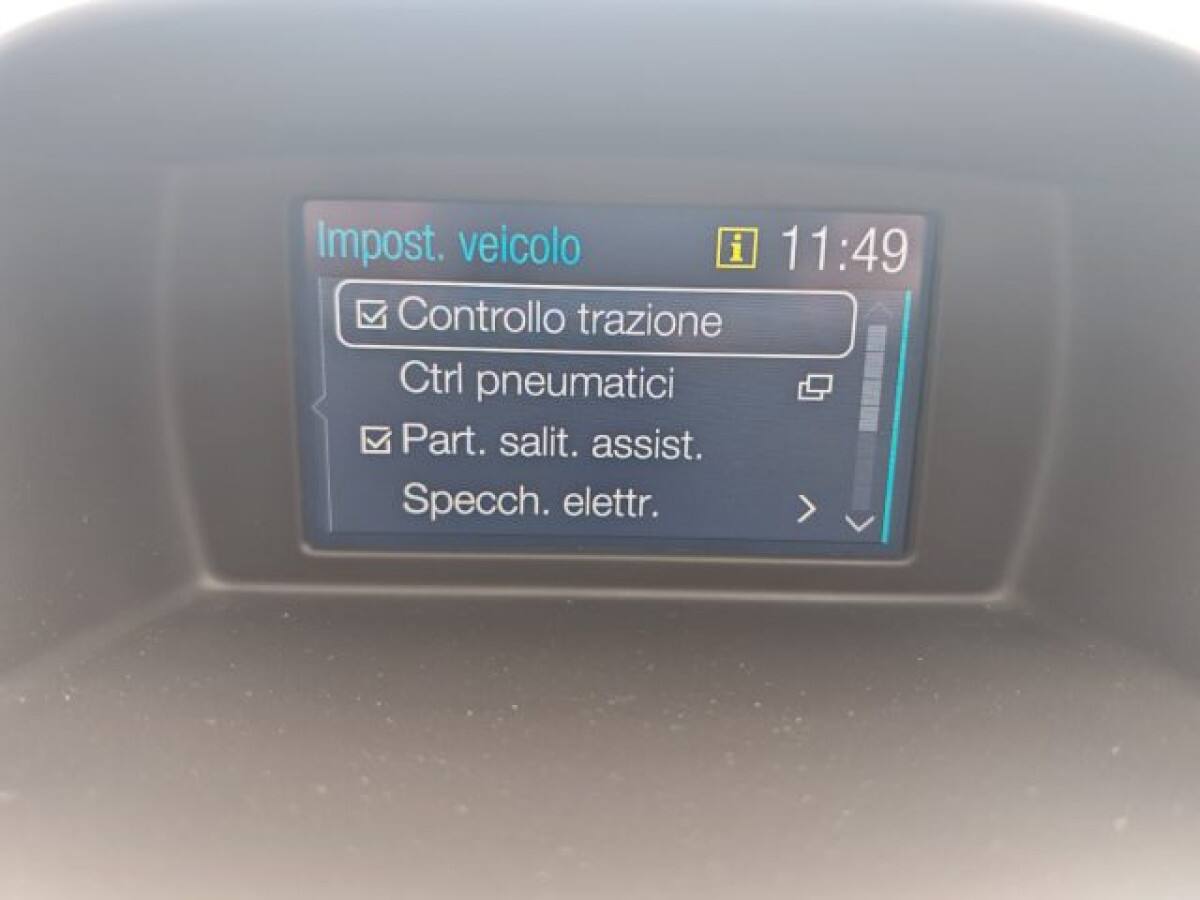 Impost. veicolo i 11:49
Controllo trazione
Ctrl pneumatici
Part. salit. assist.
Specch. elettr.